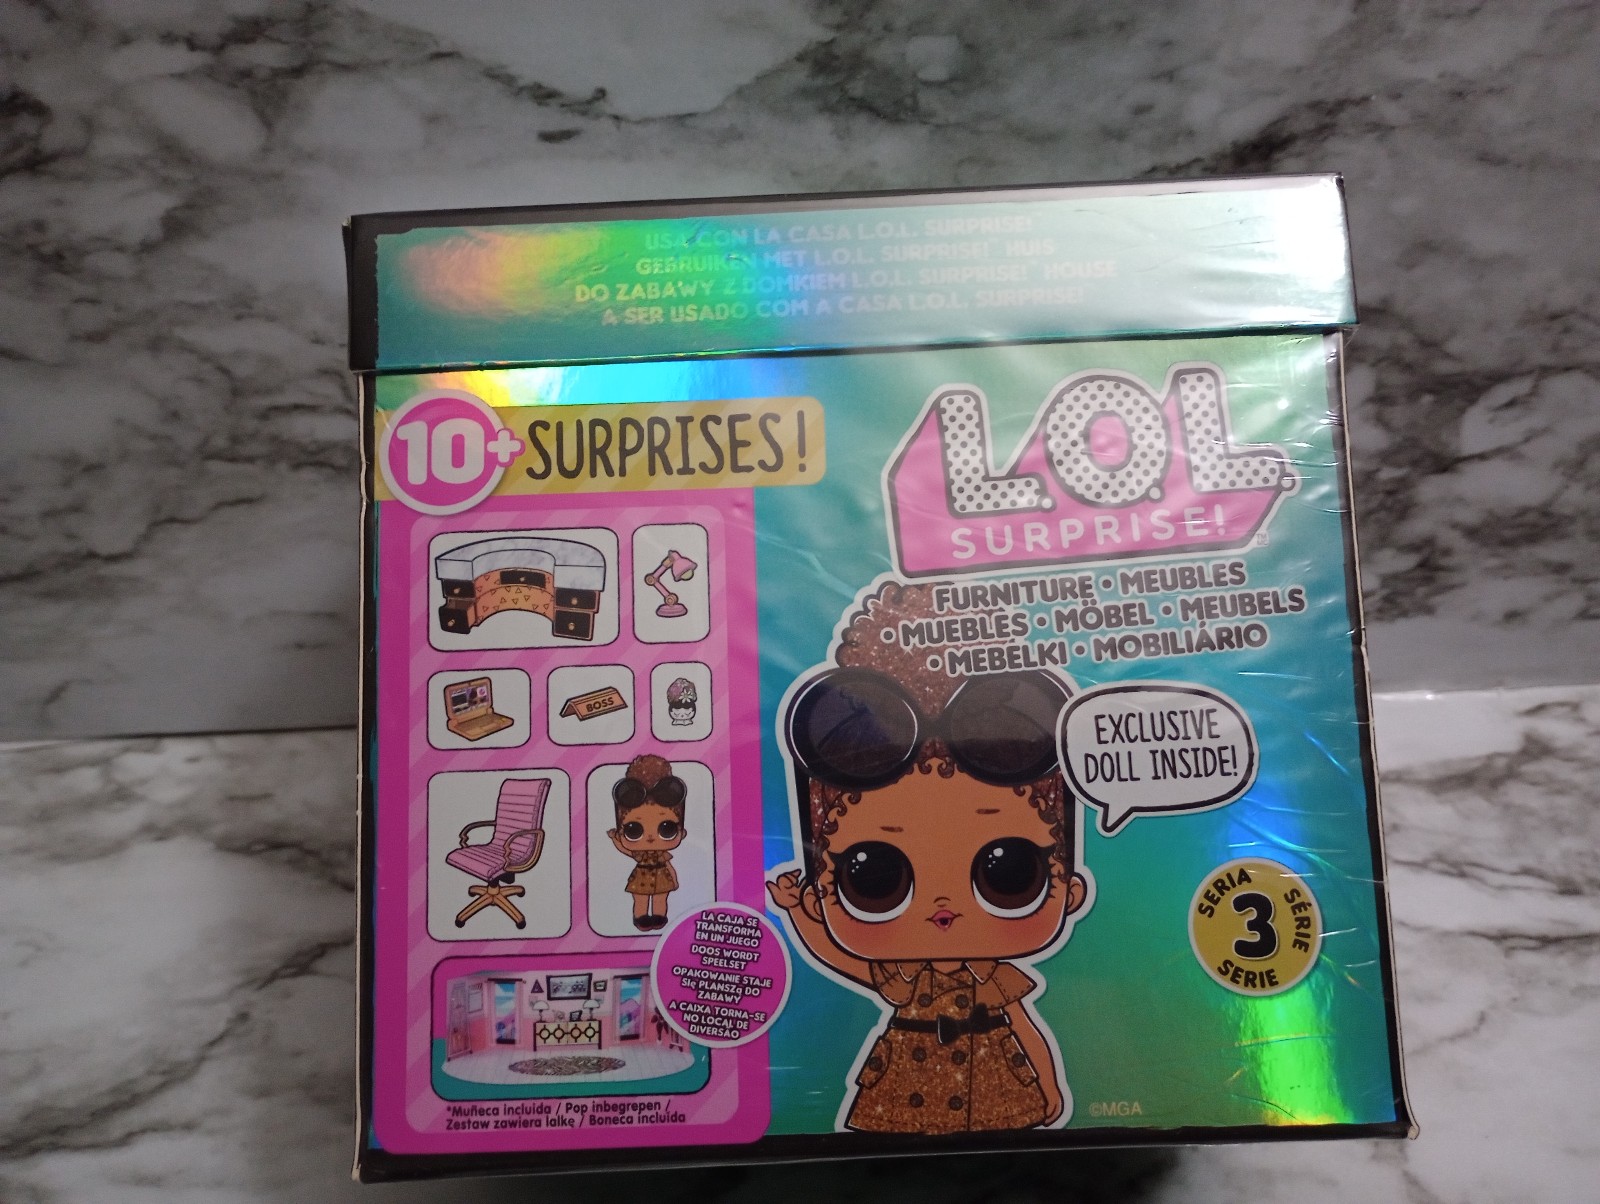 USA CON LA CASA L.O.L. SURPRISE!
GEBRUIKEN MET L.O.L. SURPRISE!™ HUIS
DO ZABAWY Z DOMKIEM L.O.L. SURPRISE!™ HOUSE
A SER USADO COM A CASA L.O.L. SURPRISE!
10+ SURPRISES!
L.O.L.
SURPRISE!
FURNITURE • MEUBLES
• MUEBLES • MÖBEL • MEUBELS
• MEBELKI • MOBILIÁRIO
BOSS
EXCLUSIVE
DOLL INSIDE!
SERIA
SÉRIE
3
SERIE
LA CAJA SE
TRANSFORMA
EN UN JUEGO
DOOS WORDT
SPEELSET
OPAKOWANIE STAJE
SIĘ PLANSZą DO
ZABAWY
A CAIXA TORNA-SE
NO LOCAL DE
DIVERSÃO
*Muñeca incluida / Pop inbegrepen /
Zestaw zawiera lalkę / Boneca incluída
©MGA